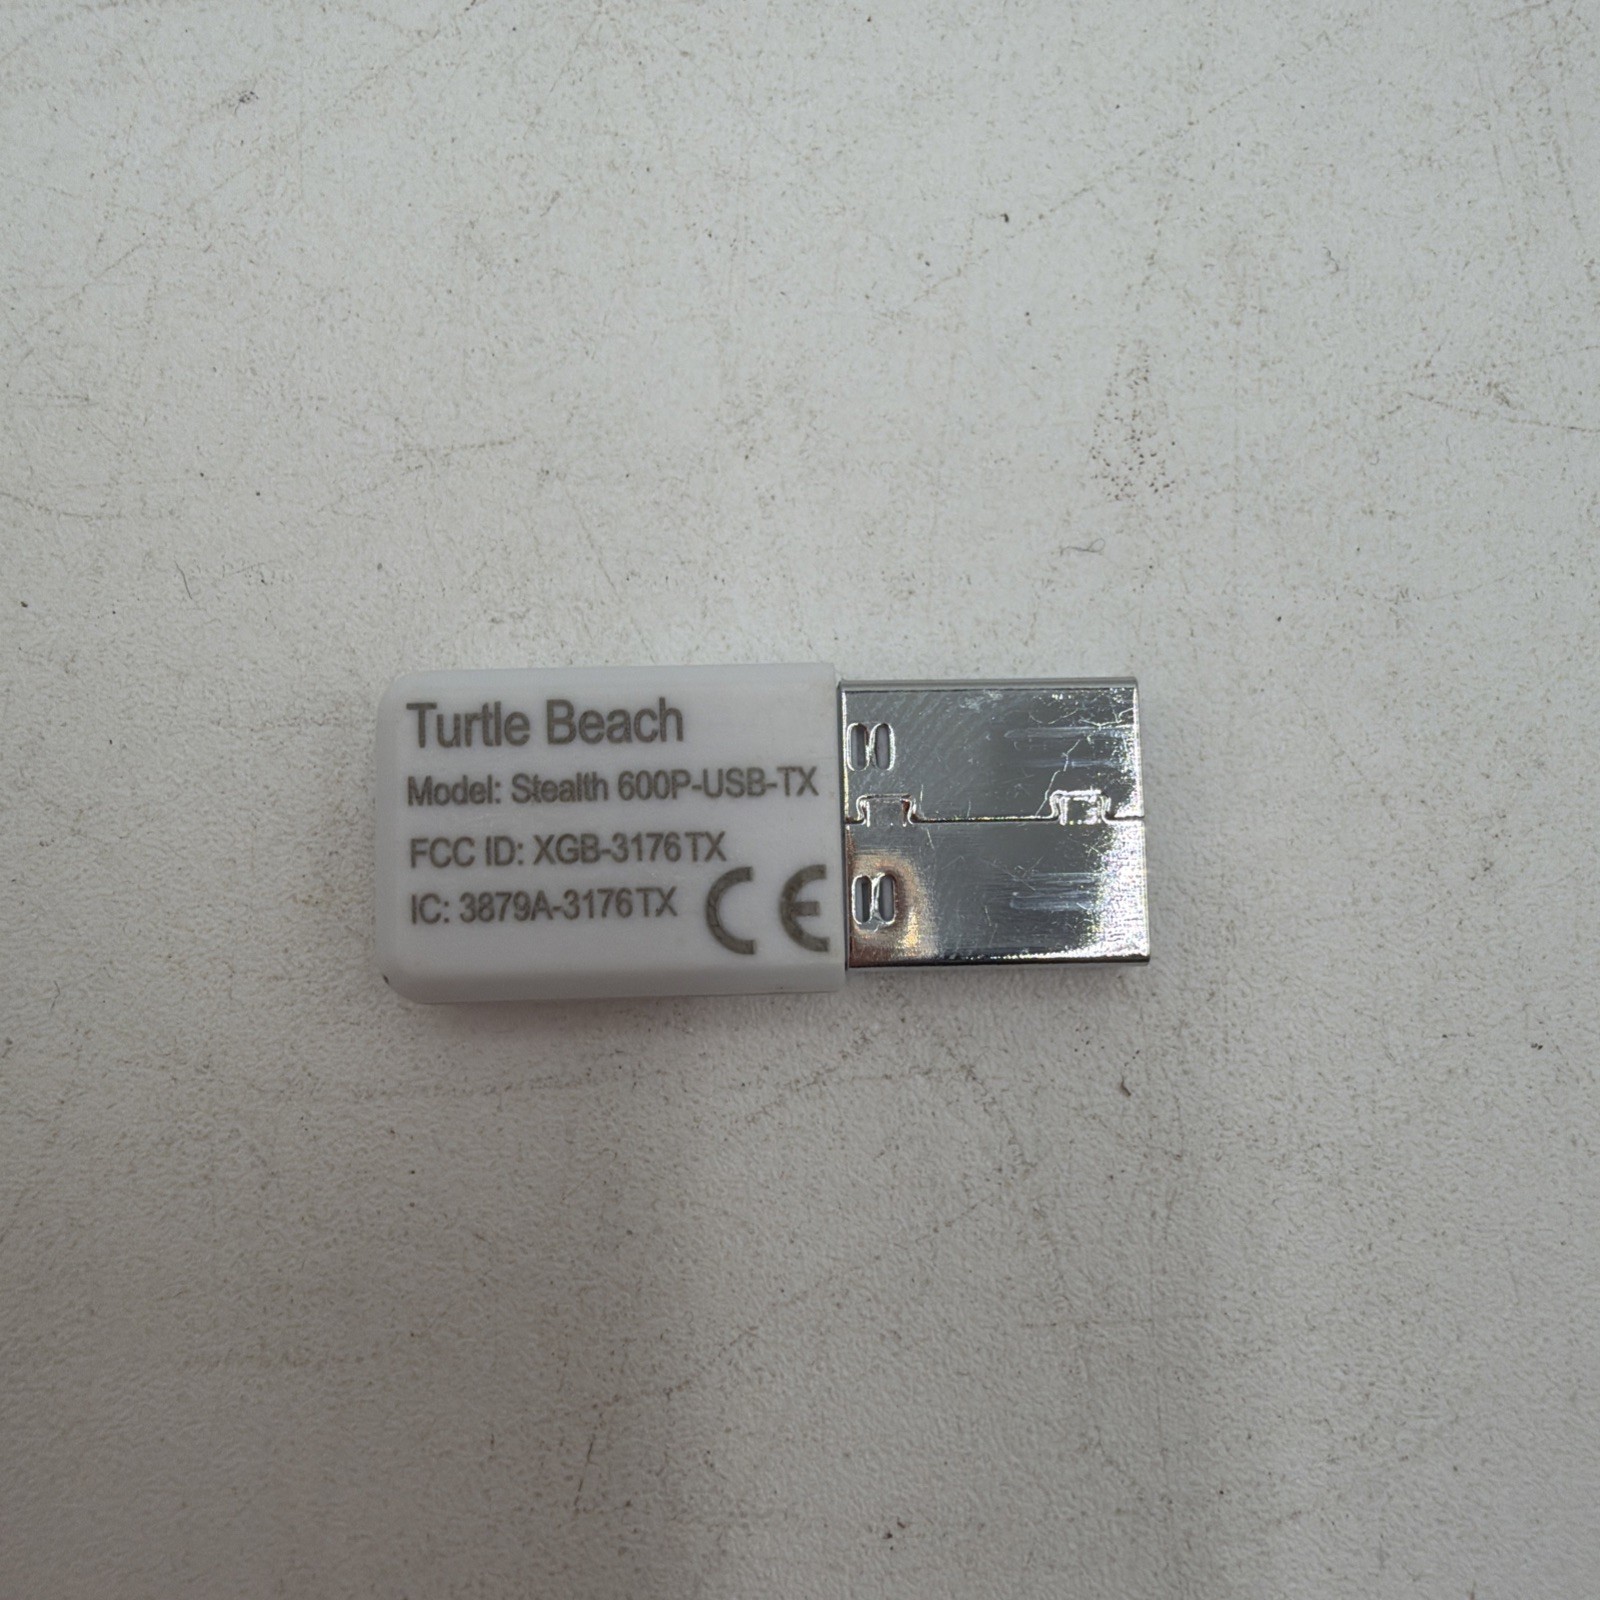 Turtle Beach
Model: Stealth 600P-USB-TX
FCC ID: XGB-3176TX
IC: 3879A-3176TX CE